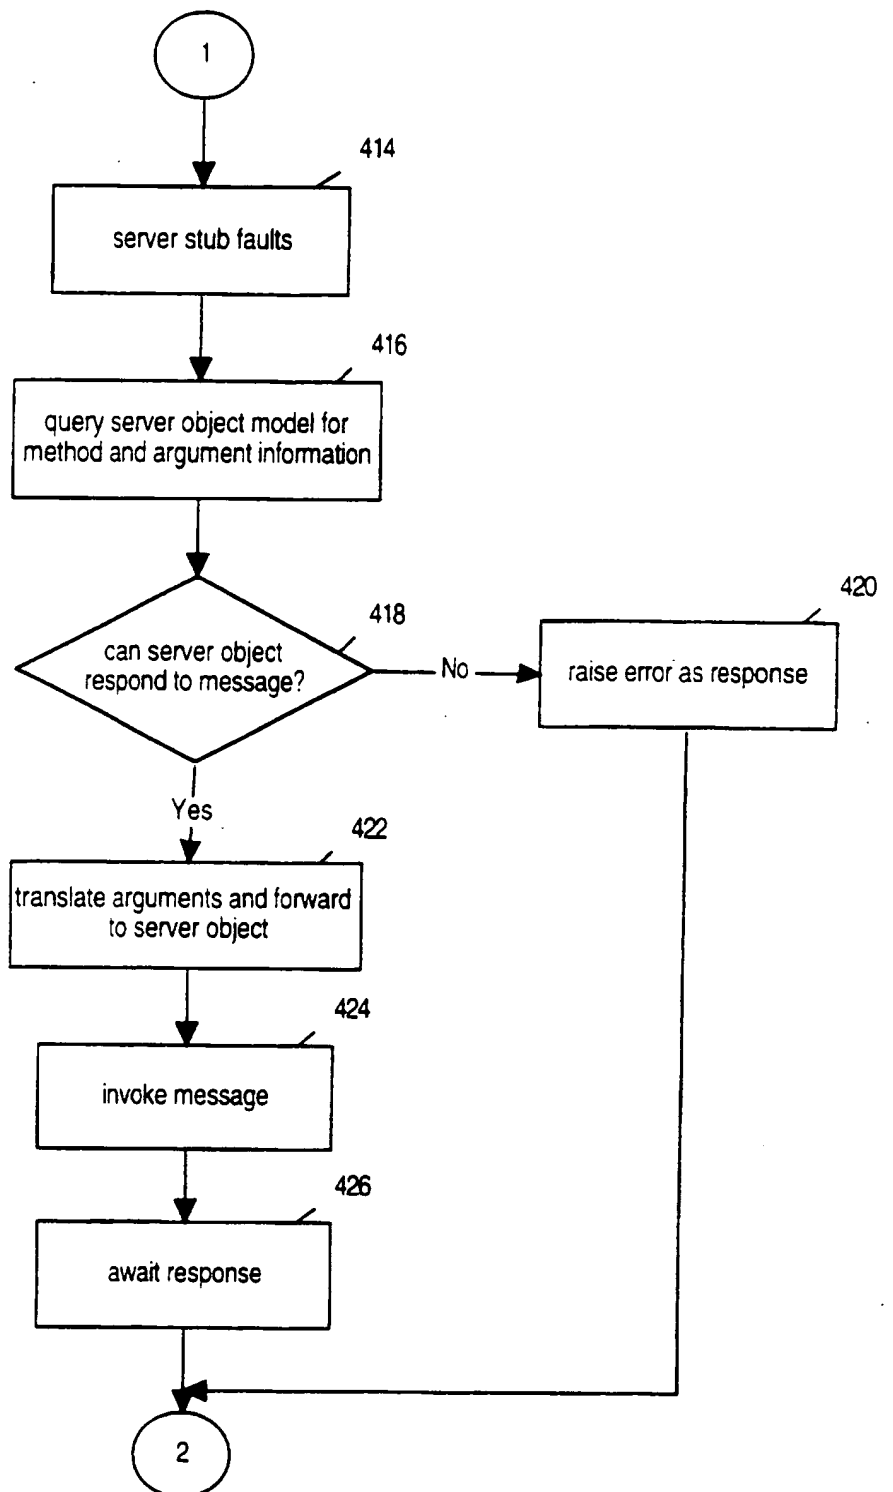 1
414
server stub faults
416
query server object model for
method and argument information
418
can server object
respond to message?
No
420
raise error as response
Yes
422
translate arguments and forward
to server object
424
invoke message
426
await response
2